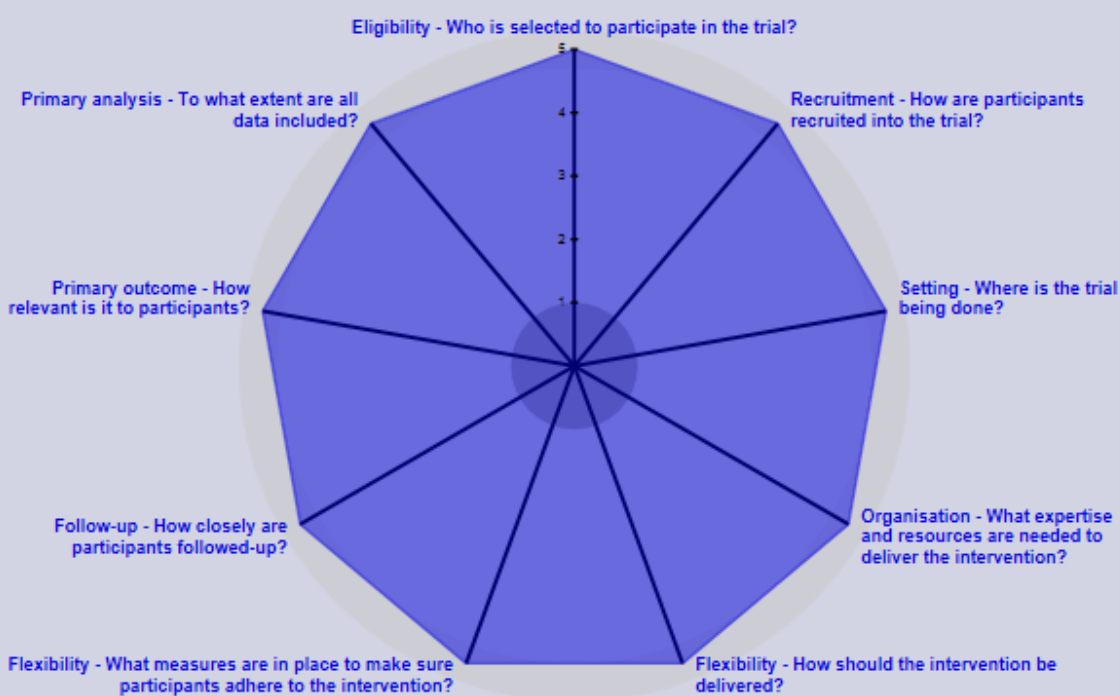 Eligibility - Who is selected to participate in the trial?
5
4
3
2
1
Primary analysis - To what extent are all
data included?
Recruitment - How are participants
recruited into the trial?
Primary outcome - How
relevant is it to participants?
Setting - Where is the trial
being done?
Follow-up - How closely are
participants followed-up?
Organisation - What expertise
and resources are needed to
deliver the intervention?
Flexibility - What measures are in place to make sure
participants adhere to the intervention?
Flexibility - How should the intervention be
delivered?